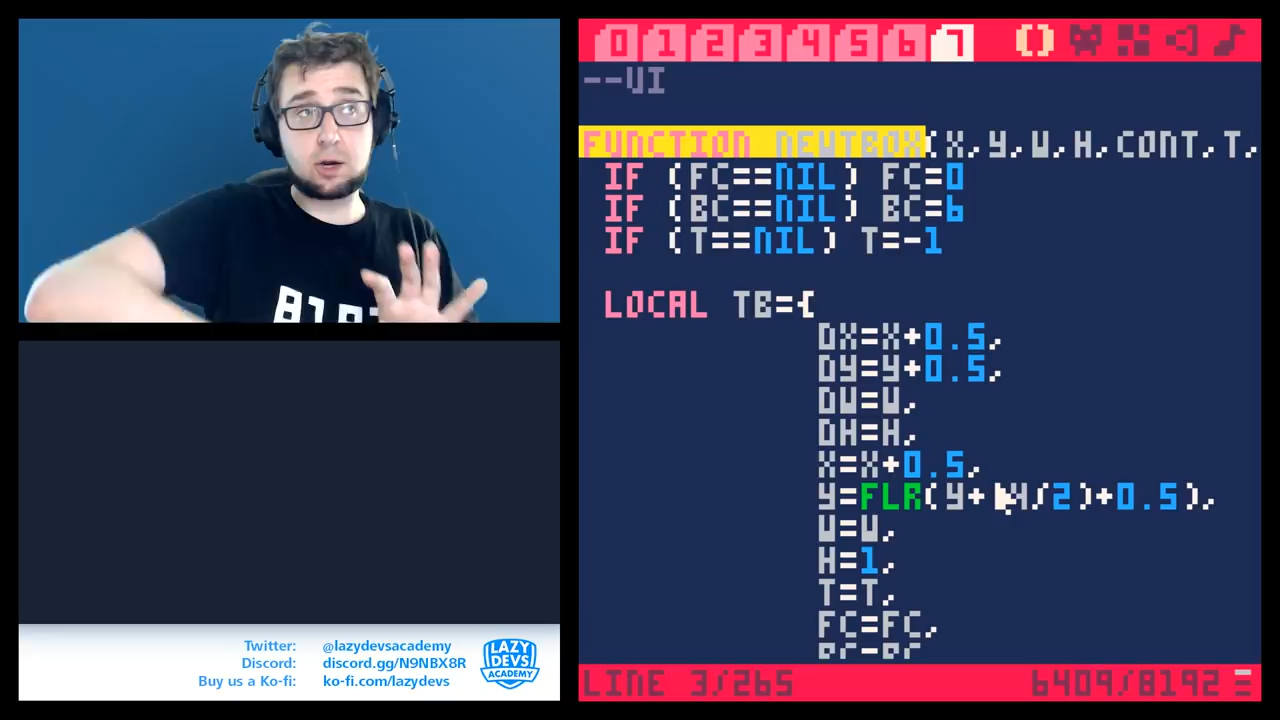 0 1 2 3 4 5 6 7
--UI
FUNCTION NEWTBOX(X,Y,W,H,CONT,T,
IF (FC==NIL) FC=0
IF (BC==NIL) BC=6
IF (T==NIL) T=-1
LOCAL TB={
DX=X+0.5,
DY=Y+0.5,
DW=W,
DH=H,
X=X+0.5,
Y=FLR(Y+H/2)+0.5),
W=W,
H=1,
T=T,
FC=FC,
BC=BC
LINE 3/265
6409/8192
Twitter: @lazydevsacademy
Discord: discord.gg/N9NBX8R
Buy us a Ko-fi: ko-fi.com/lazydevs
LAZY
DEVS
ACADEMY